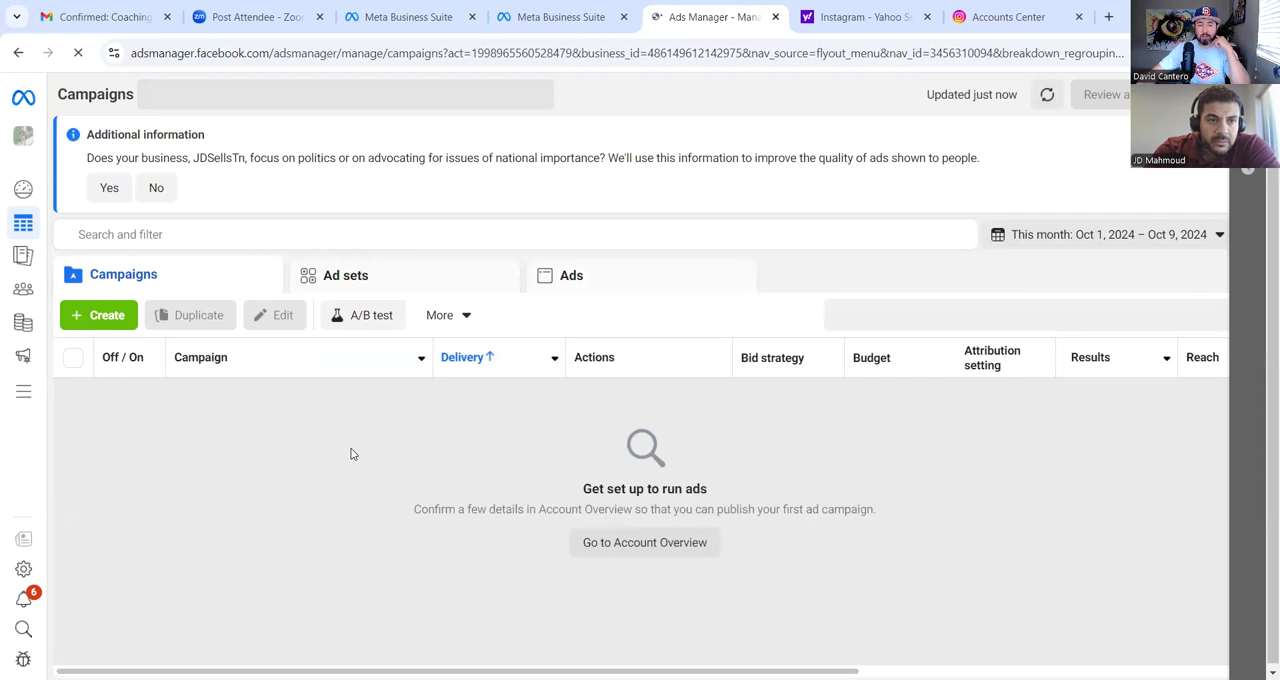 Confirmed: Coaching
Post Attendee - Zoo
Meta Business Suite
Meta Business Suite
Ads Manager - Man
Instagram - Yahoo S
Accounts Center
adsmanager.facebook.com/adsmanager/manage/campaigns?act=1998965590528479&business_id=486149612142975&nav_source=flyout_menu&nav_id=3456310094&breakdown_regroupin...
David Cantero
JD Mahmoud
Campaigns
Updated just now
Review a
Additional information
Does your business, JDSellsTn, focus on politics or on advocating for issues of national importance? We'll use this information to improve the quality of ads shown to people.
Yes
No
Search and filter
This month: Oct 1, 2024 – Oct 9, 2024
Campaigns
Ad sets
Ads
+ Create
Duplicate
Edit
A/B test
More
Off / On
Campaign
Delivery↑
Actions
Bid strategy
Budget
Attribution
setting
Results
Reach
Get set up to run ads
Confirm a few details in Account Overview so that you can publish your first ad campaign.
Go to Account Overview
6